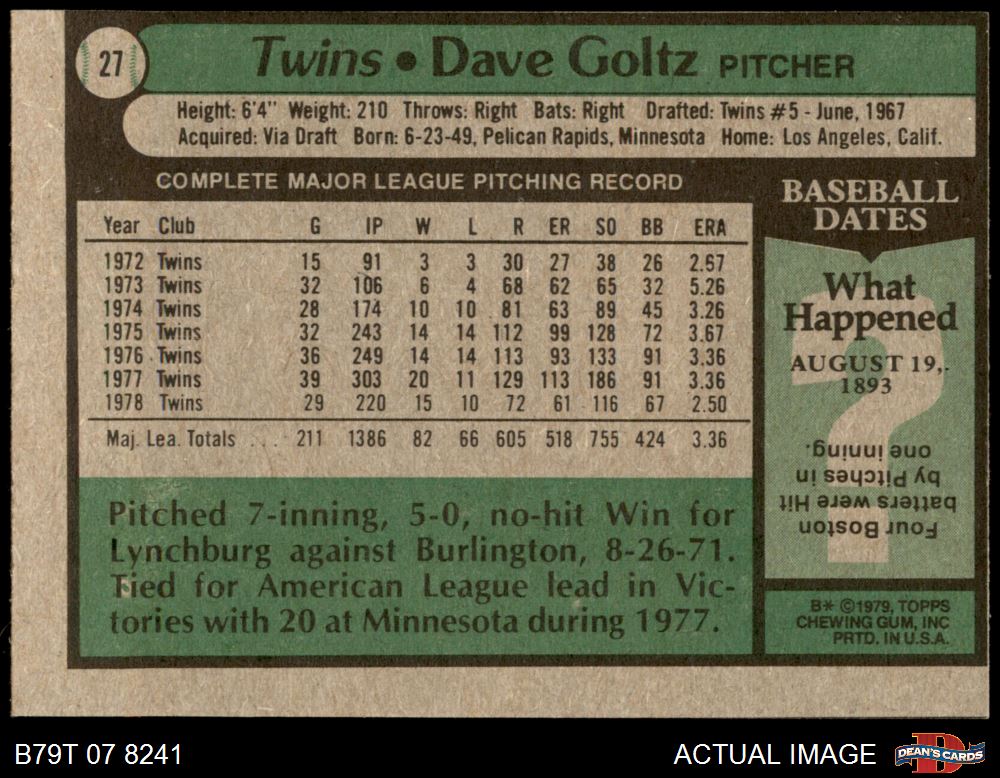 27
Twins • Dave Goltz PITCHER
Height: 6'4" Weight: 210 Throws: Right Bats: Right Drafted: Twins #5 - June, 1967
Acquired: Via Draft Born: 6-23-49, Pelican Rapids, Minnesota Home: Los Angeles, Calif.
COMPLETE MAJOR LEAGUE PITCHING RECORD
Year Club G IP W L R ER SO BB ERA
1972 Twins 15 91 3 3 30 27 38 26 2.67
1973 Twins 32 106 6 4 68 62 65 32 5.26
1974 Twins 28 174 10 10 81 63 89 45 3.26
1975 Twins 32 243 14 14 112 99 128 72 3.67
1976 Twins 36 249 14 14 113 93 133 91 3.36
1977 Twins 39 303 20 11 129 113 186 91 3.36
1978 Twins 29 220 15 10 72 61 116 67 2.50
Maj. Lea. Totals ... 211 1386 82 66 605 518 755 424 3.36
Pitched 7-inning, 5-0, no-hit Win for
Lynchburg against Burlington, 8-26-71.
Tied for American League lead in Vic-
tories with 20 at Minnesota during 1977.
BASEBALL
DATES
What
Happened
AUGUST 19,
1893
?
Four Boston
batters were Hit
by Pitches in
one inning.
B* ©1979, TOPPS
CHEWING GUM, INC
PRTD. IN U.S.A.
B79T 07 8241
ACTUAL IMAGE
D
DEAN'S CARDS